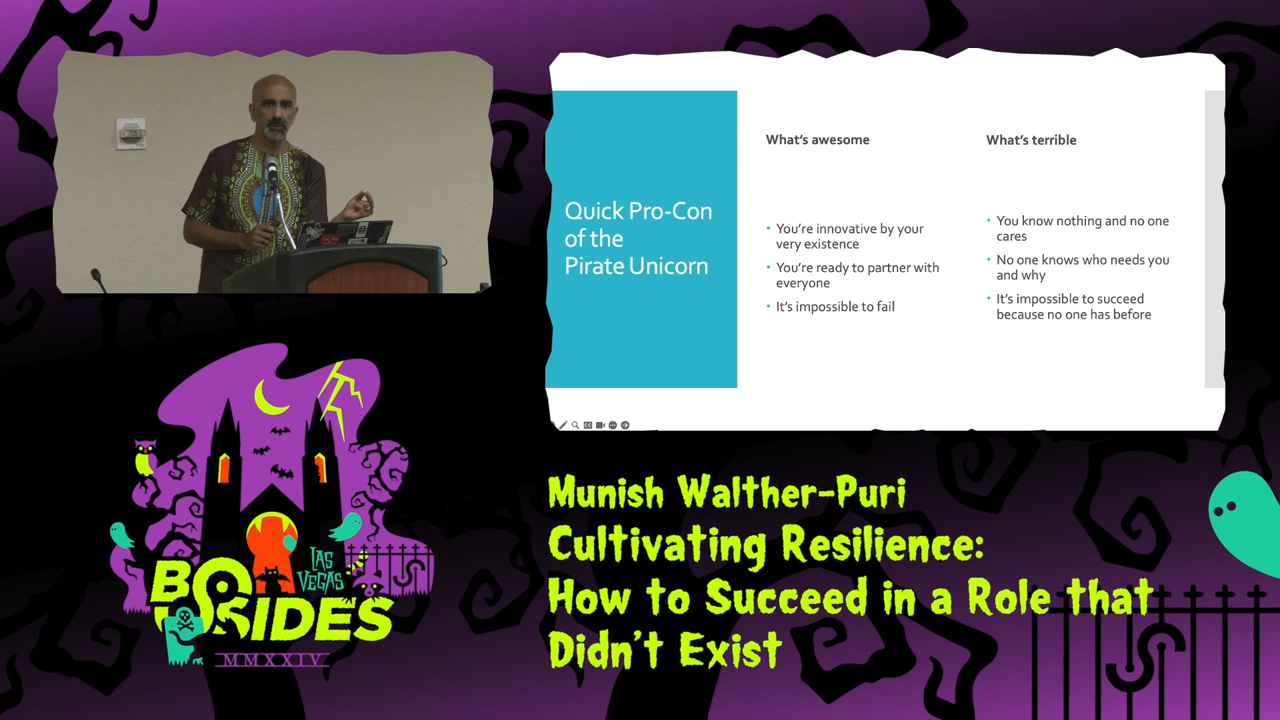 Quick Pro-Con
of the
Pirate Unicorn
What's awesome
• You're innovative by your
very existence
• You're ready to partner with
everyone
• It's impossible to fail
What's terrible
• You know nothing and no one
cares
• No one knows who needs you
and why
• It's impossible to succeed
because no one has before
LAS
VEGAS
BSIDES
MMXXIV
Munish Walther-Puri
Cultivating Resilience:
How to Succeed in a Role that
Didn't Exist